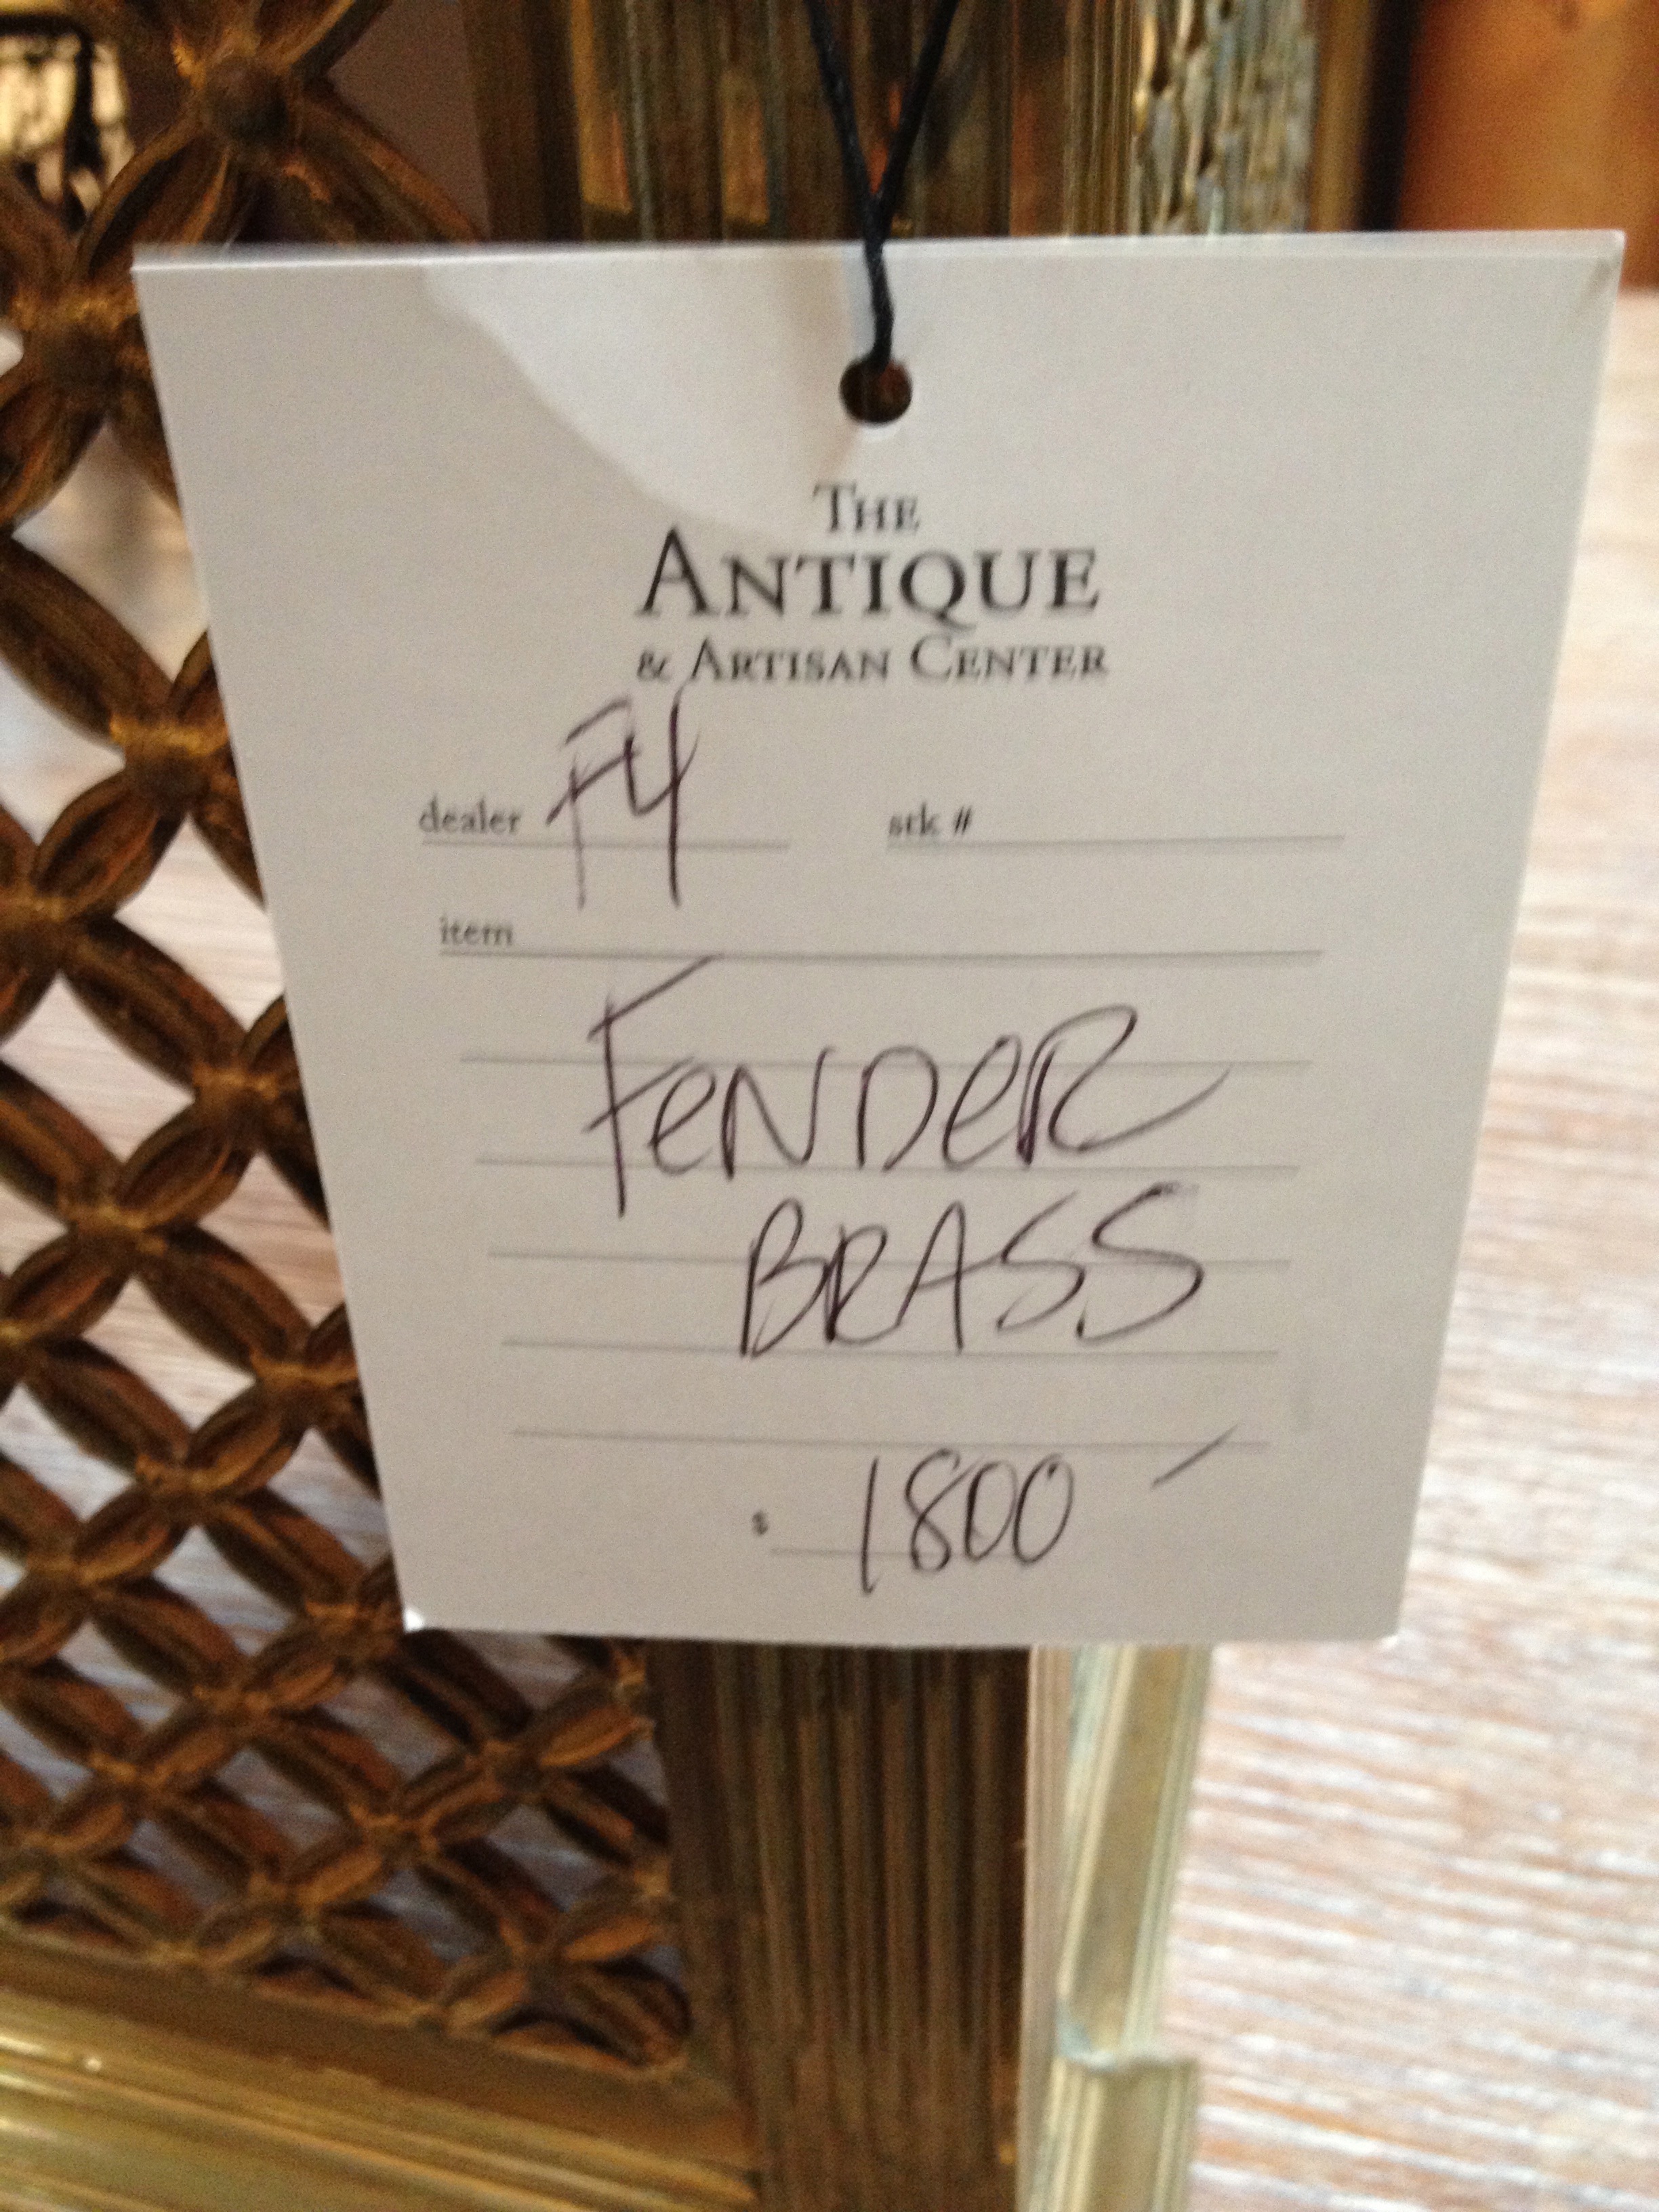 THE
ANTIQUE
& ARTISAN CENTER
dealer F4 stk #
item
FeNDeR
BRASS
$ 1800 -